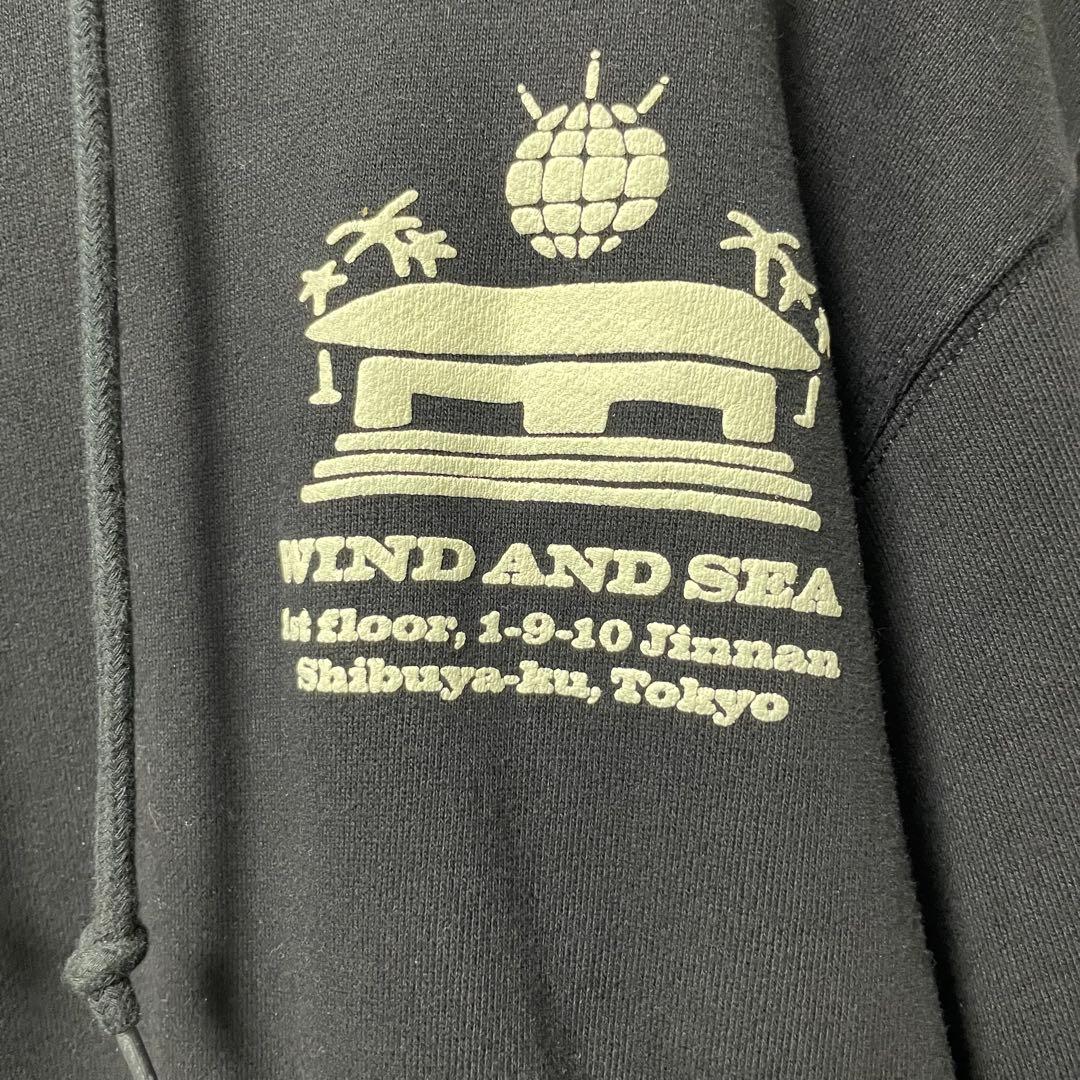 WIND AND SEA
1st floor, 1-9-10 Jinnan
Shibuya-ku, Tokyo